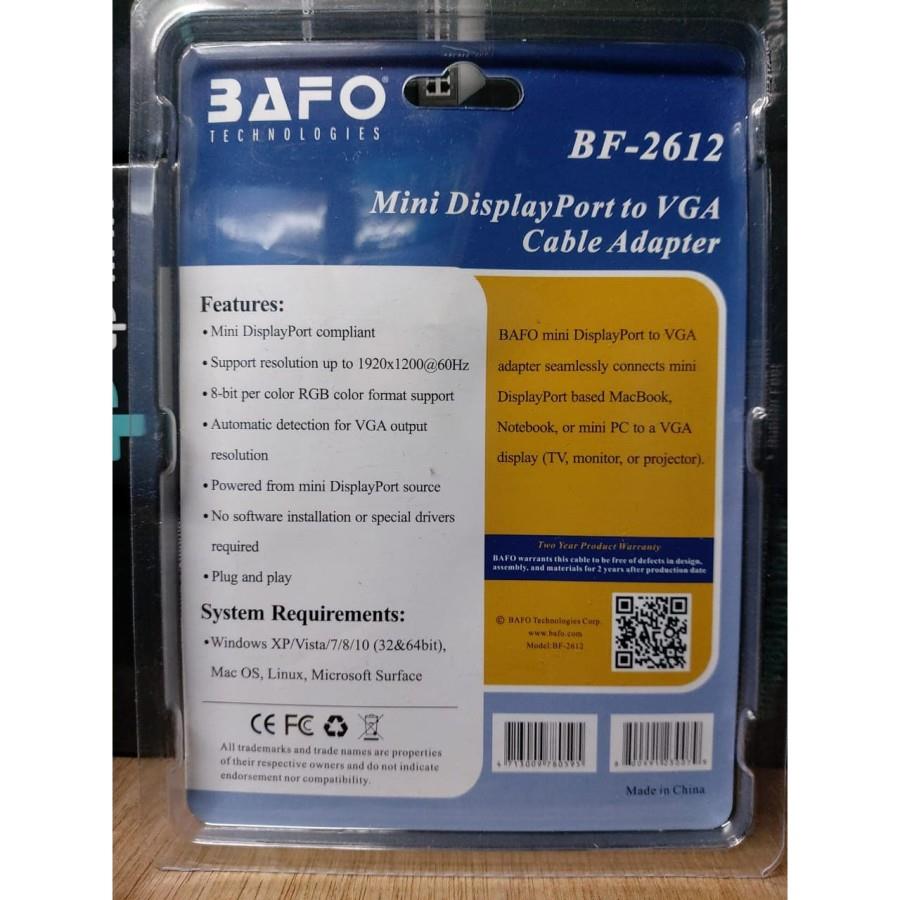 BAFO®
TECHNOLOGIES
BF-2612
Mini DisplayPort to VGA
Cable Adapter
Features:
• Mini DisplayPort compliant
• Support resolution up to 1920x1200@60Hz
• 8-bit per color RGB color format support
• Automatic detection for VGA output
resolution
• Powered from mini DisplayPort source
• No software installation or special drivers
required
• Plug and play
System Requirements:
• Windows XP/Vista/7/8/10 (32&64bit),
Mac OS, Linux, Microsoft Surface
CE FC
All trademarks and trade names are properties
of their respective owners and do not indicate
endorsement nor compatibility.
BAFO mini DisplayPort to VGA
adapter seamlessly connects mini
DisplayPort based MacBook,
Notebook, or mini PC to a VGA
display (TV, monitor, or projector).
Two Year Product Warranty
BAFO warrants this cable to be free of defects in design,
assembly, and materials for 2 years after production date
© BAFO Technologies Corp.
www.bafo.com
Model:BF-2612
Made in China